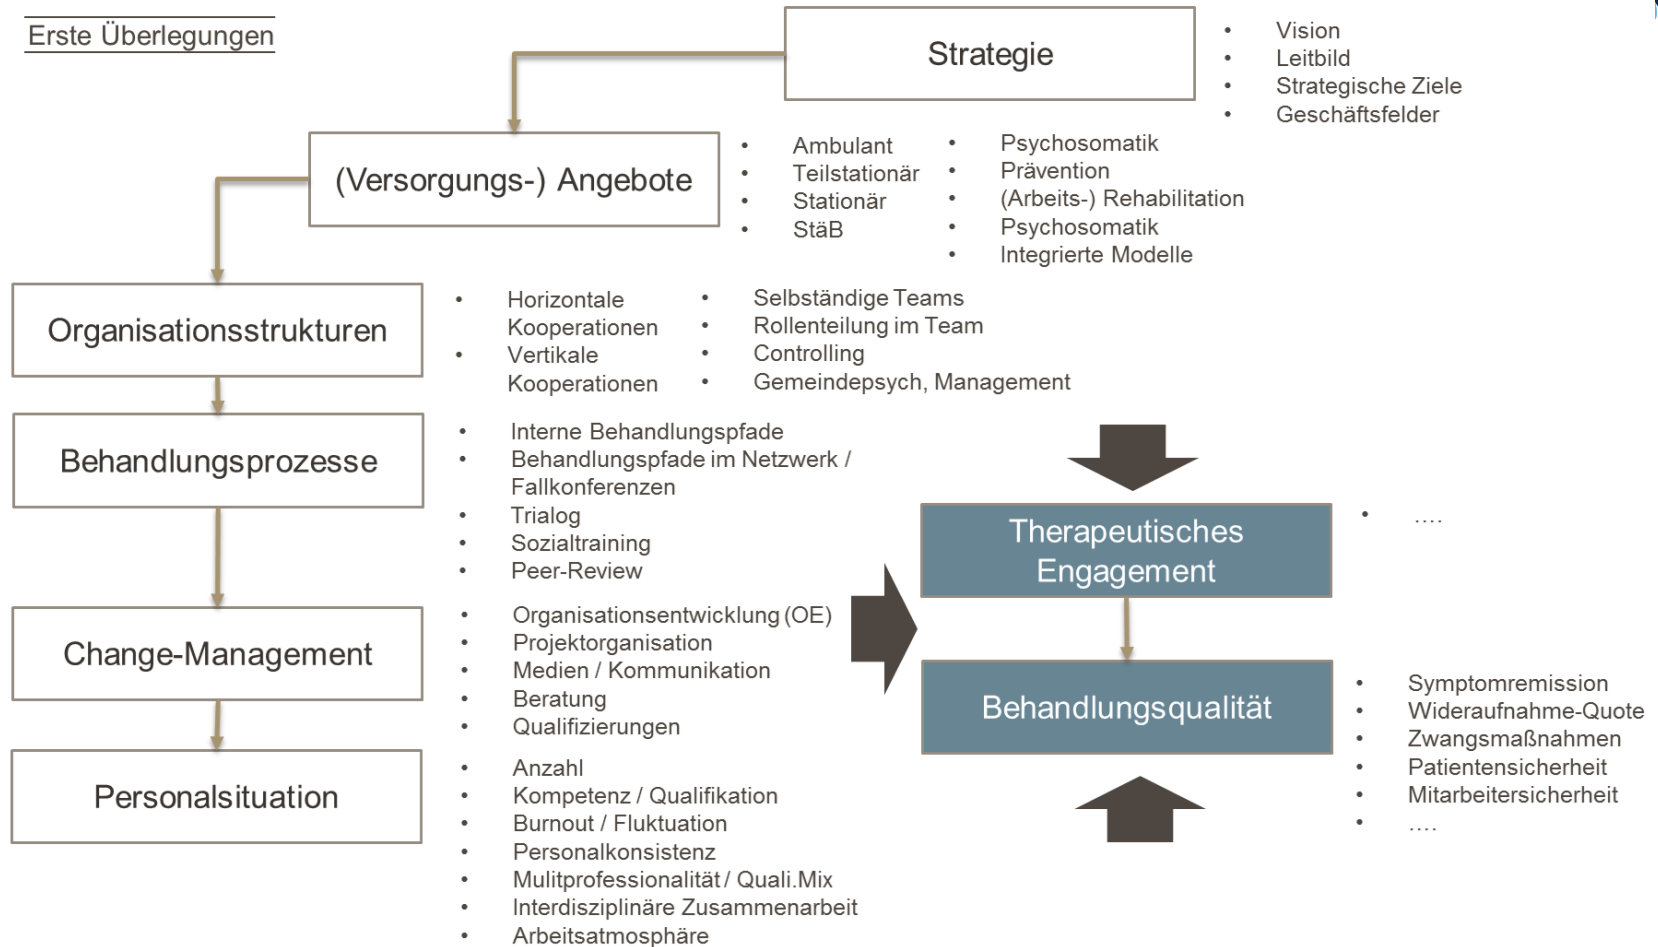 Erste Überlegungen
Strategie
• Vision
• Leitbild
• Strategische Ziele
• Geschäftsfelder
(Versorgungs-) Angebote
• Ambulant
• Teilstationär
• Stationär
• StäB
• Psychosomatik
• Prävention
• (Arbeits-) Rehabilitation
• Psychosomatik
• Integrierte Modelle
Organisationsstrukturen
• Horizontale
Kooperationen
• Vertikale
Kooperationen
• Selbständige Teams
• Rollenteilung im Team
• Controlling
• Gemeindepsych, Management
Behandlungsprozesse
• Interne Behandlungspfade
• Behandlungspfade im Netzwerk /
Fallkonferenzen
• Trialog
• Sozialtraining
• Peer-Review
Change-Management
• Organisationsentwicklung (OE)
• Projektorganisation
• Medien / Kommunikation
• Beratung
• Qualifizierungen
Personalsituation
• Anzahl
• Kompetenz / Qualifikation
• Burnout / Fluktuation
• Personalkonsistenz
• Mulitprofessionalität / Quali.Mix
• Interdisziplinäre Zusammenarbeit
• Arbeitsatmosphäre
Therapeutisches
Engagement
• ....
Behandlungsqualität
• Symptomremission
• Wideraufnahme-Quote
• Zwangsmaßnahmen
• Patientensicherheit
• Mitarbeitersicherheit
• ....